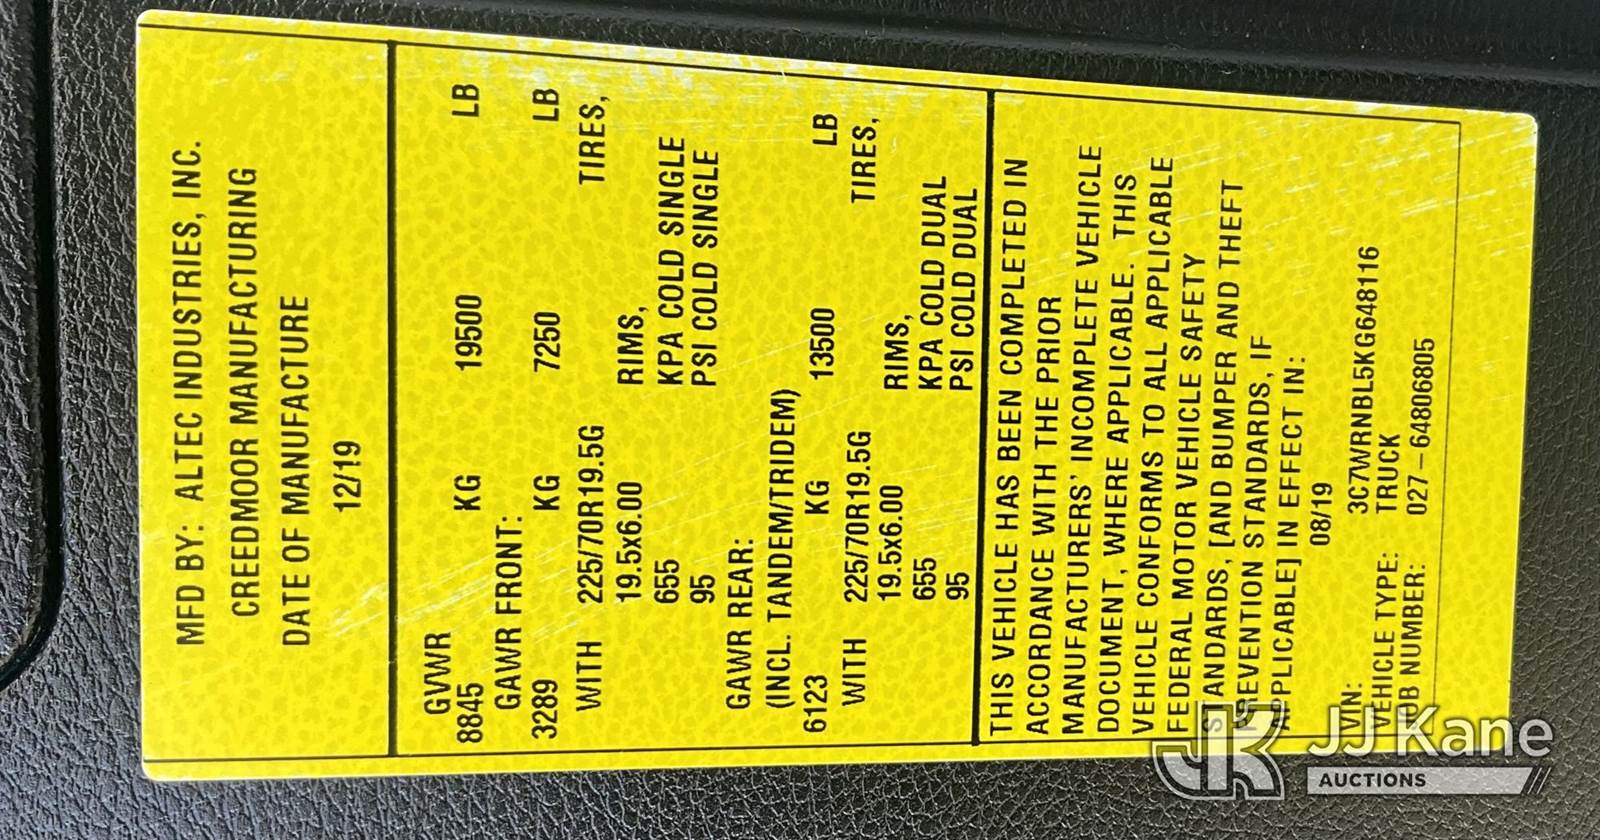 MFD BY: ALTEC INDUSTRIES, INC.
CREEDMOOR MANUFACTURING
DATE OF MANUFACTURE
12/19
GVWR
8845 KG 19500 LB
GAWR FRONT:
3289 KG 7250 LB
WITH 225/70R19.5G TIRES,
19.5x6.00 RIMS,
655 KPA COLD SINGLE
95 PSI COLD SINGLE
GAWR REAR:
(INCL. TANDEM/TRIDEM)
6123 KG 13500 LB
WITH 225/70R19.5G TIRES,
19.5x6.00 RIMS,
655 KPA COLD DUAL
95 PSI COLD DUAL
THIS VEHICLE HAS BEEN COMPLETED IN
ACCORDANCE WITH THE PRIOR
MANUFACTURERS' INCOMPLETE VEHICLE
DOCUMENT, WHERE APPLICABLE. THIS
VEHICLE CONFORMS TO ALL APPLICABLE
FEDERAL MOTOR VEHICLE SAFETY
STANDARDS, [AND BUMPER AND THEFT
PREVENTION STANDARDS, IF
APPLICABLE] IN EFFECT IN:
08/19
VIN: 3C7WRNBL5KG648116
VEHICLE TYPE: TRUCK
JOB NUMBER: 027-64806805
JK JJ Kane
AUCTIONS